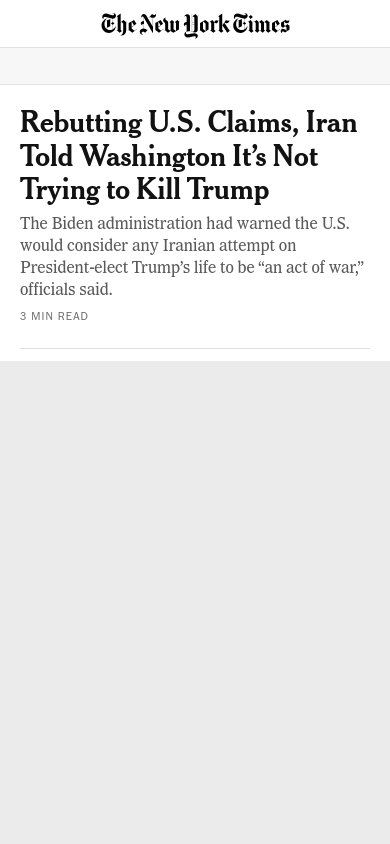 The New York Times
Rebutting U.S. Claims, Iran
Told Washington It’s Not
Trying to Kill Trump
The Biden administration had warned the U.S.
would consider any Iranian attempt on
President-elect Trump’s life to be “an act of war,”
officials said.
3 MIN READ